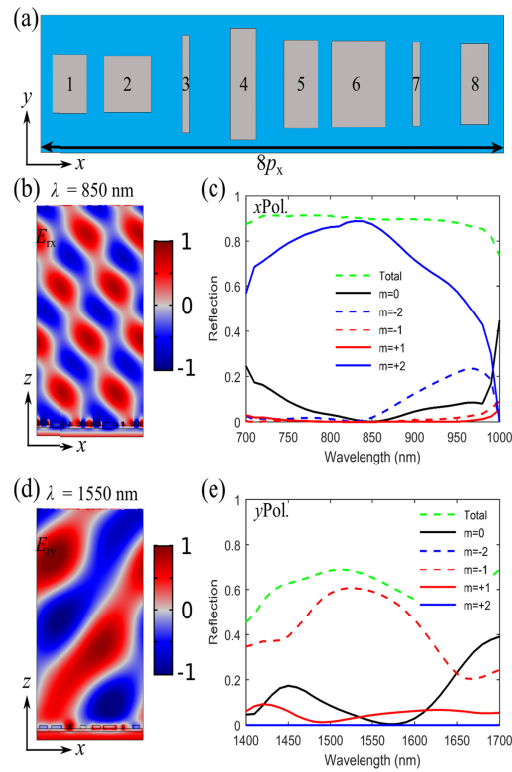 (a)
1 2 3 4 5 6 7 8
y
x
8px
(b) λ = 850 nm
Erx
1
0
-1
z
x
(c)
xPol.
Total
m=0
m=-2
m=-1
m=+1
m=+2
Reflection
1
0.8
0.6
0.4
0.2
0
700 750 800 850 900 950 1000
Wavelength (nm)
(d) λ = 1550 nm
Ery
1
0
-1
z
x
(e)
yPol.
Total
m=0
m=-2
m=-1
m=+1
m=+2
Reflection
1
0.8
0.6
0.4
0.2
0
1400 1450 1500 1550 1600 1650 1700
Wavelength (nm)